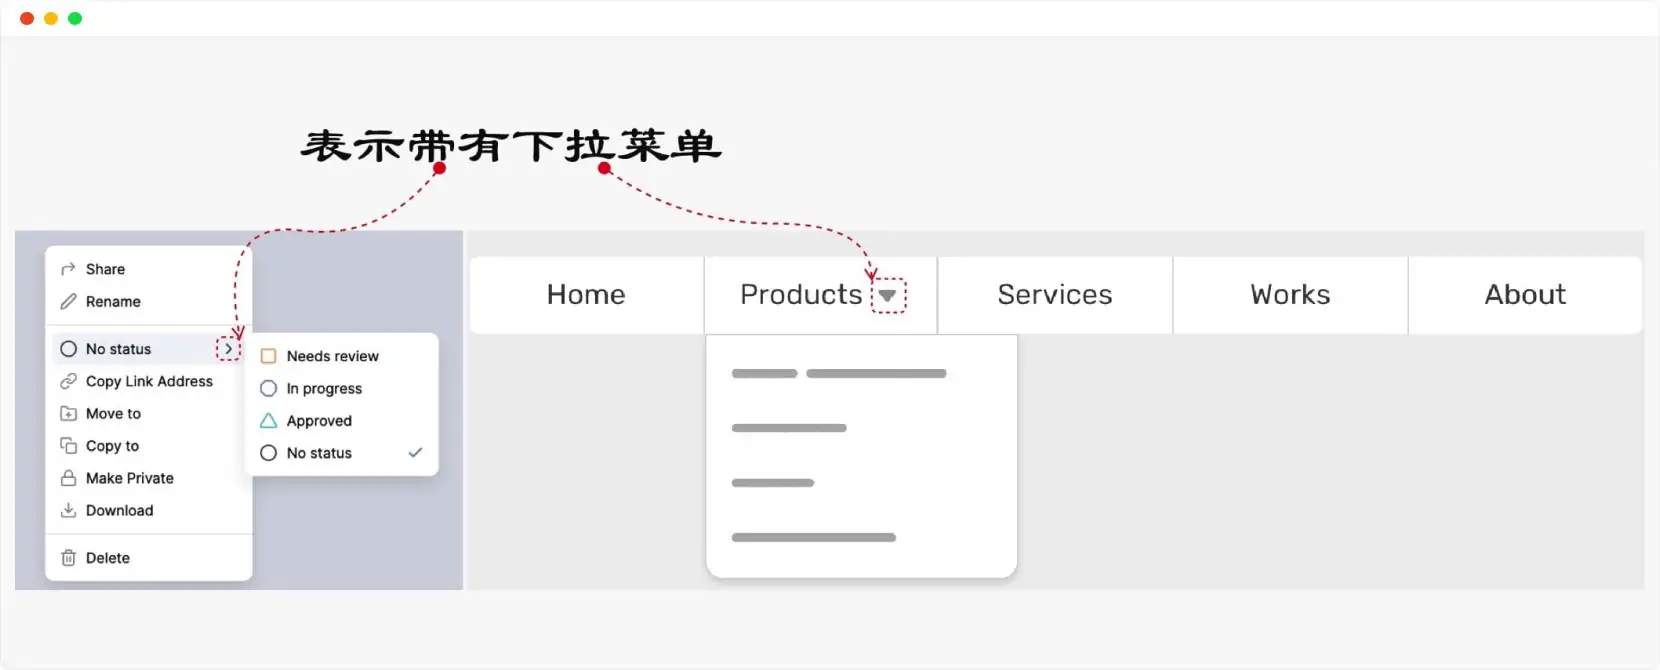 表示带有下拉菜单
Share
Rename
No status
Copy Link Address
Move to
Copy to
Make Private
Download
Delete
Needs review
In progress
Approved
No status
Home
Products
Services
Works
About